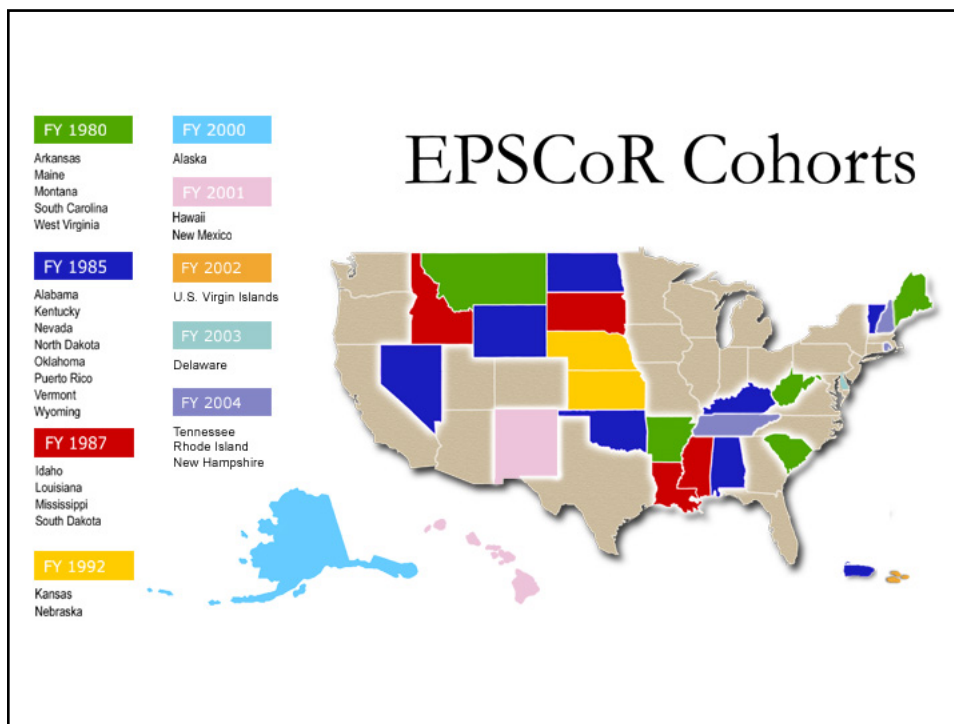 EPSCoR Cohorts
FY 1980
Arkansas
Maine
Montana
South Carolina
West Virginia
FY 1985
Alabama
Kentucky
Nevada
North Dakota
Oklahoma
Puerto Rico
Vermont
Wyoming
FY 1987
Idaho
Louisiana
Mississippi
South Dakota
FY 1992
Kansas
Nebraska
FY 2000
Alaska
FY 2001
Hawaii
New Mexico
FY 2002
U.S. Virgin Islands
FY 2003
Delaware
FY 2004
Tennessee
Rhode Island
New Hampshire